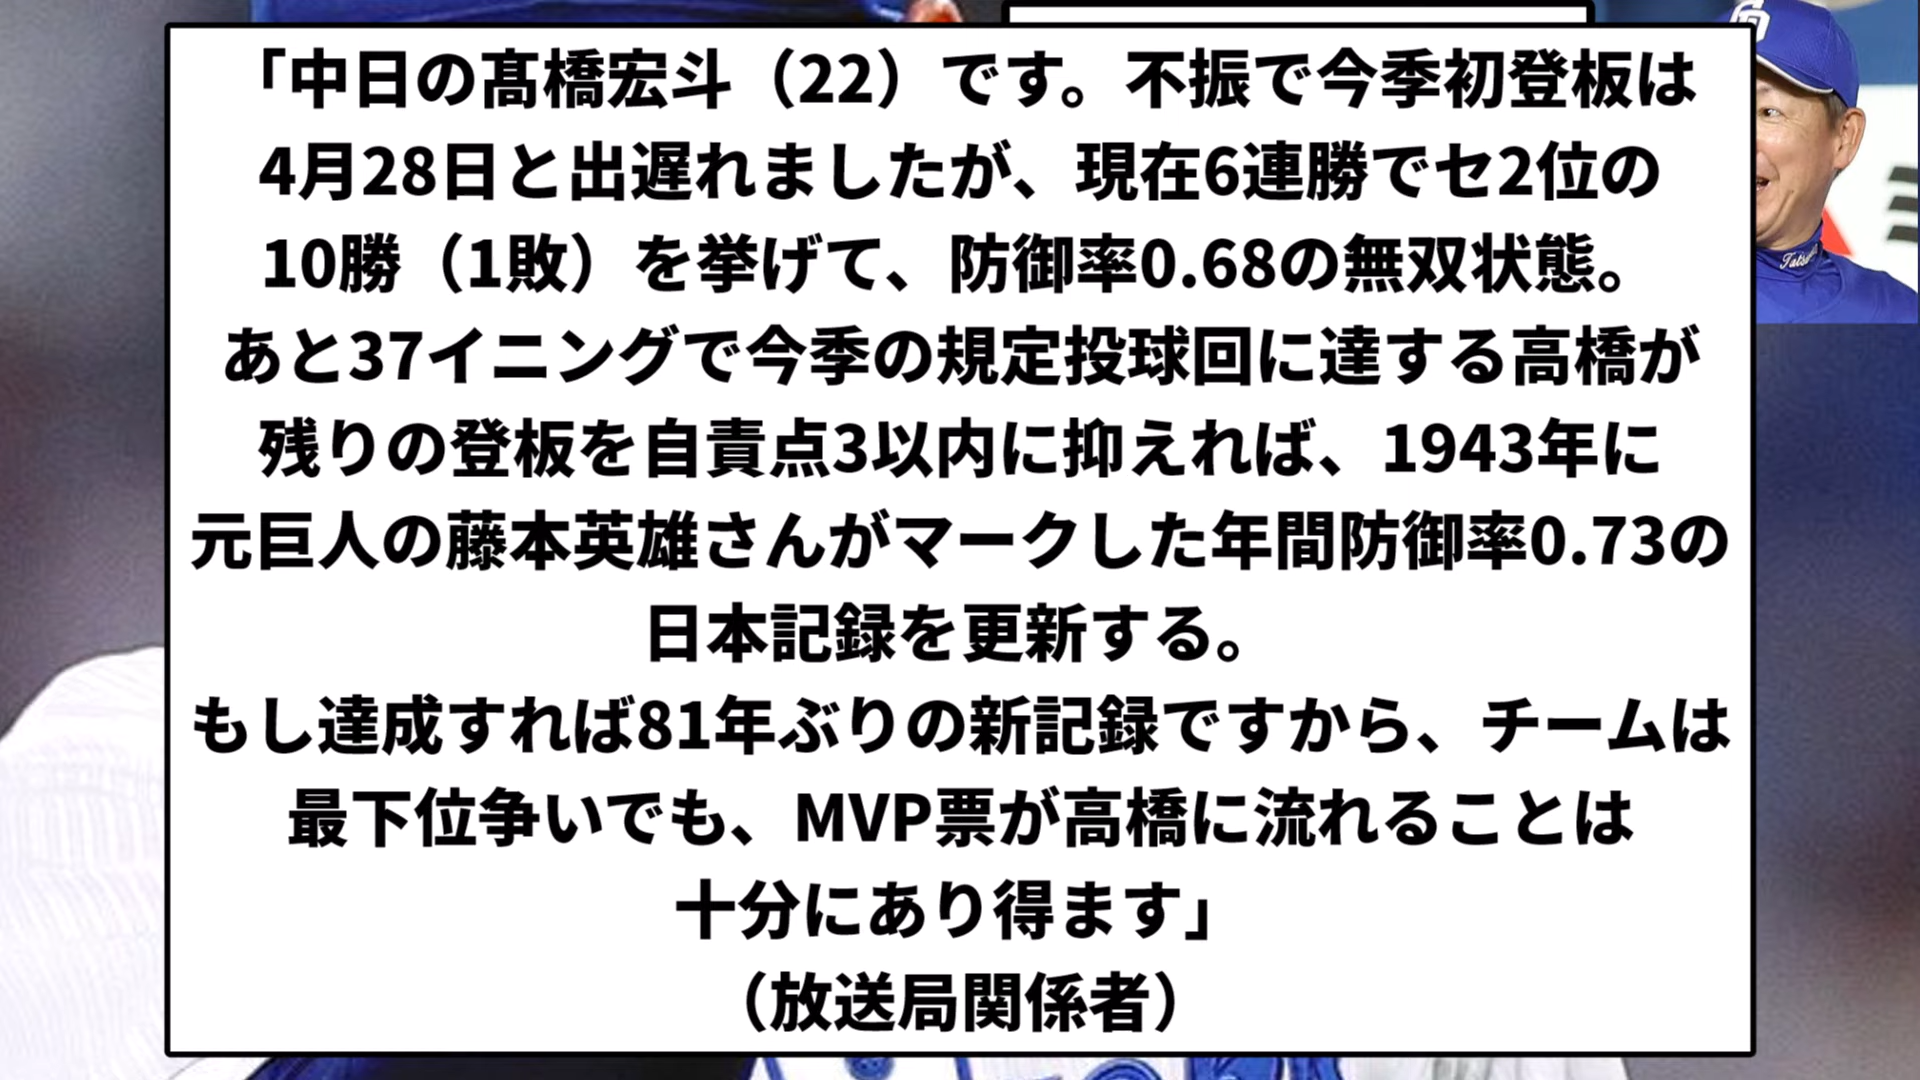 「中日の髙橋宏斗（22）です。不振で今季初登板は
4月28日と出遅れましたが、現在6連勝でセ2位の
10勝（1敗）を挙げて、防御率0.68の無双状態。
あと37イニングで今季の規定投球回に達する高橋が
残りの登板を自責点3以内に抑えれば、1943年に
元巨人の藤本英雄さんがマークした年間防御率0.73の
日本記録を更新する。
もし達成すれば81年ぶりの新記録ですから、チームは
最下位争いでも、MVP票が高橋に流れることは
十分にあり得ます」
（放送局関係者）